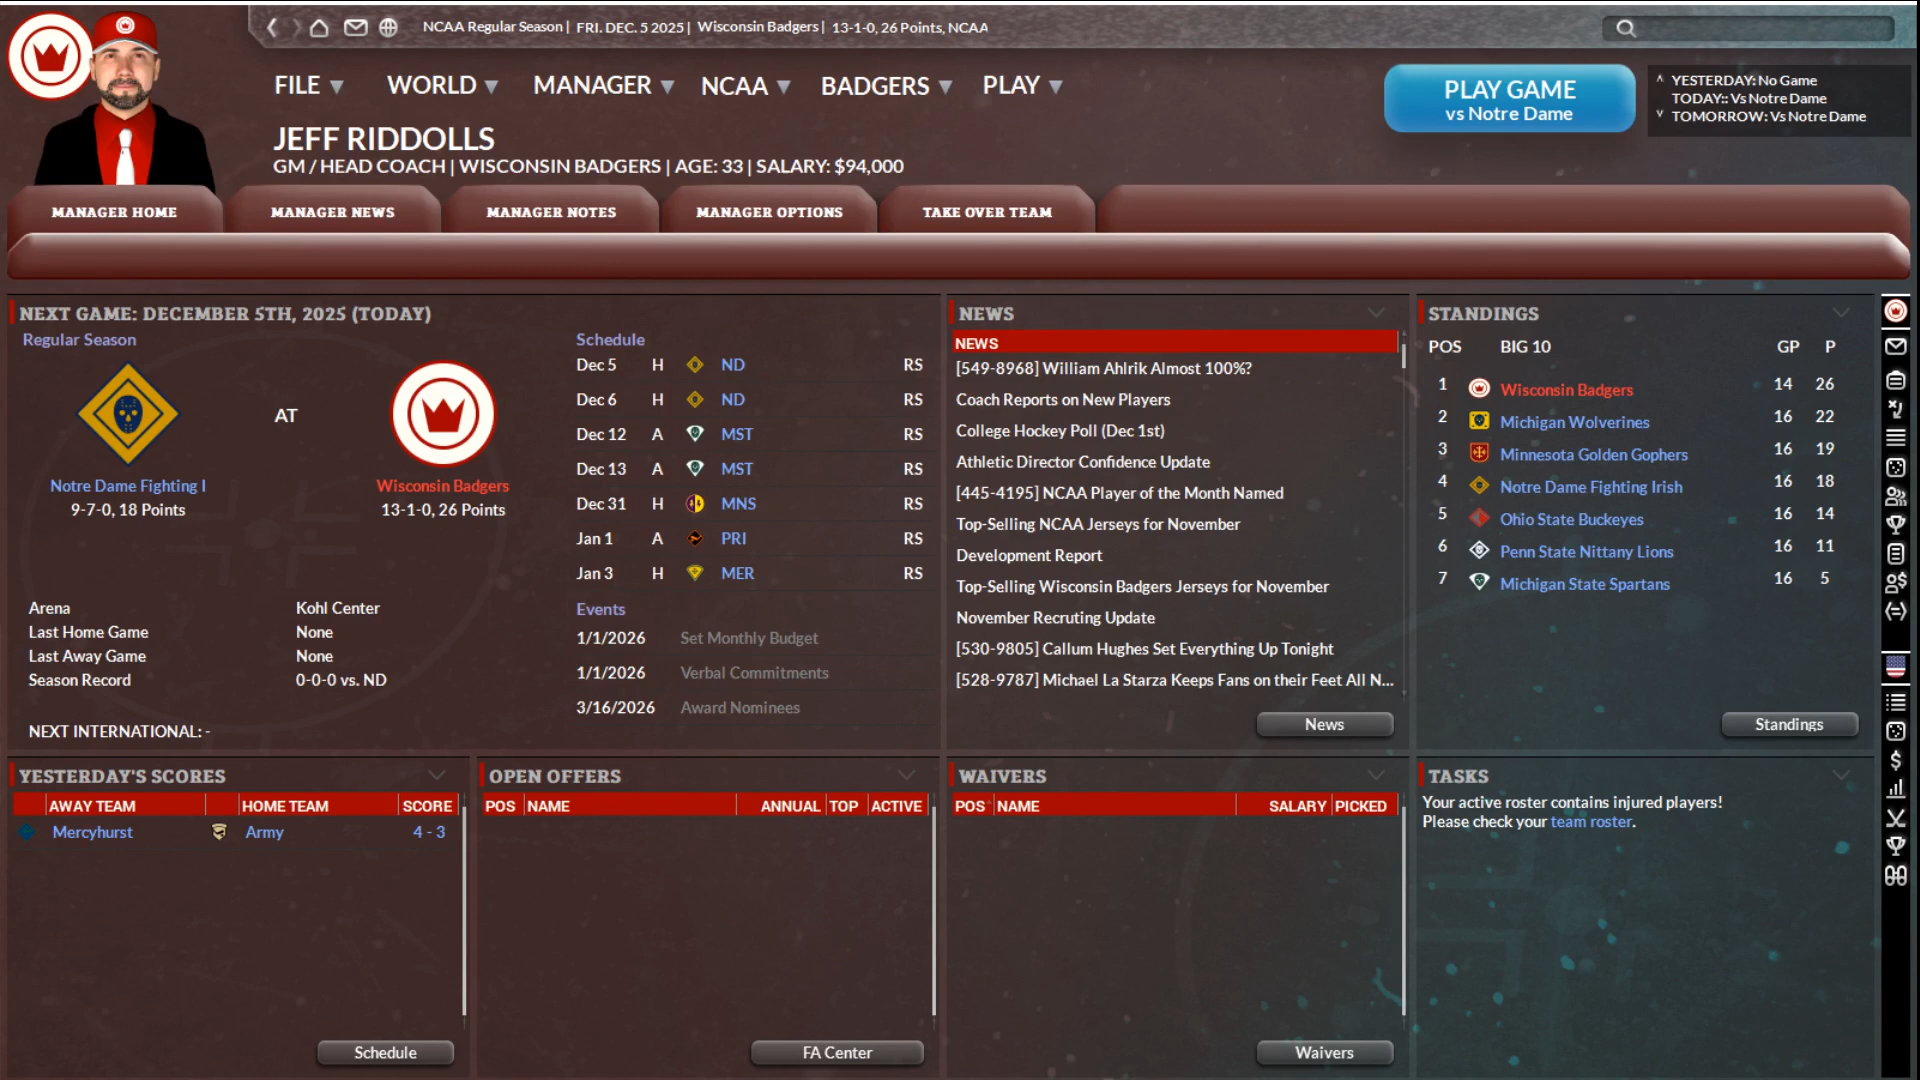 NCAA Regular Season | FRI. DEC. 5 2025 | Wisconsin Badgers | 13-1-0, 26 Points, NCAA
FILE WORLD MANAGER NCAA BADGERS PLAY
PLAY GAME
vs Notre Dame
YESTERDAY: No Game
TODAY:: Vs Notre Dame
TOMORROW: Vs Notre Dame
JEFF RIDDOLLS
GM / HEAD COACH | WISCONSIN BADGERS | AGE: 33 | SALARY: $94,000
MANAGER HOME MANAGER NEWS MANAGER NOTES MANAGER OPTIONS TAKE OVER TEAM
NEXT GAME: DECEMBER 5TH, 2025 (TODAY)
Regular Season
AT
Notre Dame Fighting I
9-7-0, 18 Points
Wisconsin Badgers
13-1-0, 26 Points
Arena Kohl Center
Last Home Game None
Last Away Game None
Season Record 0-0-0 vs. ND
NEXT INTERNATIONAL: -
Schedule
Dec 5 H ND RS
Dec 6 H ND RS
Dec 12 A MST RS
Dec 13 A MST RS
Dec 31 H MNS RS
Jan 1 A PRI RS
Jan 3 H MER RS
Events
1/1/2026 Set Monthly Budget
1/1/2026 Verbal Commitments
3/16/2026 Award Nominees
NEWS
NEWS
[549-8968] William Ahlrik Almost 100%?
Coach Reports on New Players
College Hockey Poll (Dec 1st)
Athletic Director Confidence Update
[445-4195] NCAA Player of the Month Named
Top-Selling NCAA Jerseys for November
Development Report
Top-Selling Wisconsin Badgers Jerseys for November
November Recruting Update
[530-9805] Callum Hughes Set Everything Up Tonight
[528-9787] Michael La Starza Keeps Fans on their Feet All N...
News
STANDINGS
POS BIG 10 GP P
1 Wisconsin Badgers 14 26
2 Michigan Wolverines 16 22
3 Minnesota Golden Gophers 16 19
4 Notre Dame Fighting Irish 16 18
5 Ohio State Buckeyes 16 14
6 Penn State Nittany Lions 16 11
7 Michigan State Spartans 16 5
Standings
YESTERDAY'S SCORES
AWAY TEAM HOME TEAM SCORE
Mercyhurst Army 4 - 3
Schedule
OPEN OFFERS
POS NAME ANNUAL TOP ACTIVE
FA Center
WAIVERS
POS NAME SALARY PICKED
Waivers
TASKS
Your active roster contains injured players!
Please check your team roster.